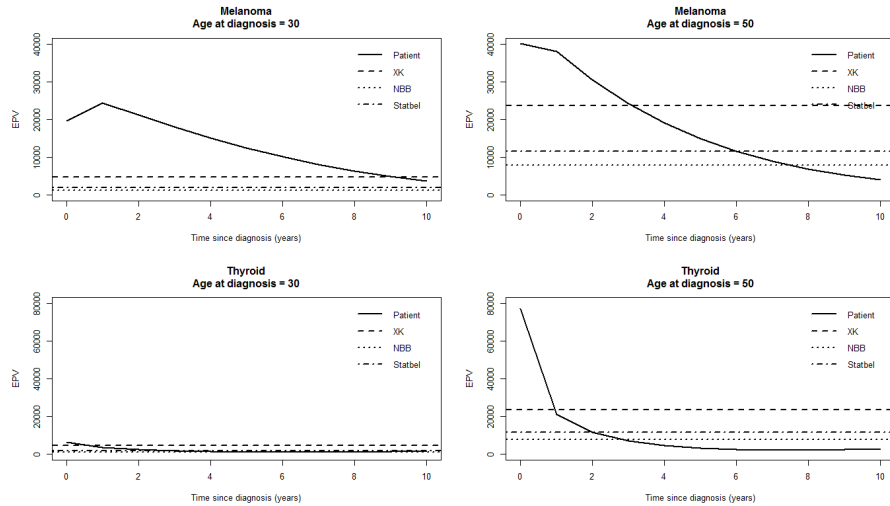 Melanoma
Age at diagnosis = 30
EPV
40000
30000
20000
10000
0
Patient
XK
NBB
Statbel
0 2 4 6 8 10
Time since diagnosis (years)
Melanoma
Age at diagnosis = 50
EPV
40000
30000
20000
10000
0
Patient
XK
NBB
Statbel
0 2 4 6 8 10
Time since diagnosis (years)
Thyroid
Age at diagnosis = 30
EPV
80000
60000
40000
20000
0
Patient
XK
NBB
Statbel
0 2 4 6 8 10
Time since diagnosis (years)
Thyroid
Age at diagnosis = 50
EPV
80000
60000
40000
20000
0
Patient
XK
NBB
Statbel
0 2 4 6 8 10
Time since diagnosis (years)